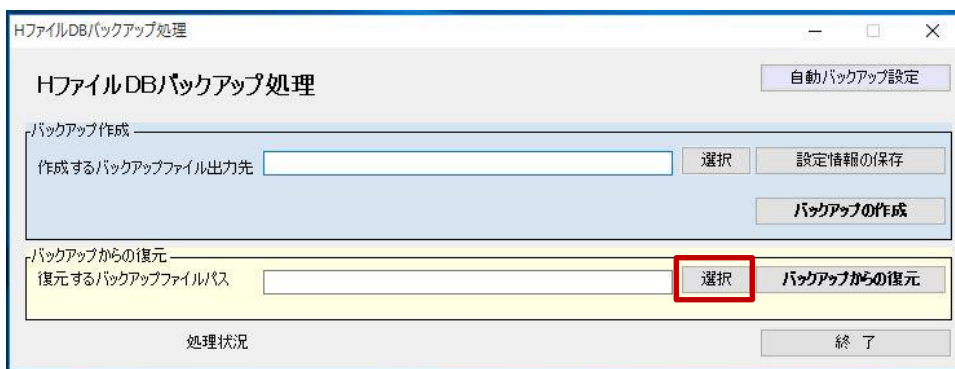 HファイルDBバックアップ処理
HファイルDBバックアップ処理
自動バックアップ設定
バックアップ作成
作成するバックアップファイル出力先
選択
設定情報の保存
バックアップの作成
バックアップからの復元
復元するバックアップファイルパス
選択
バックアップからの復元
処理状況
終 了